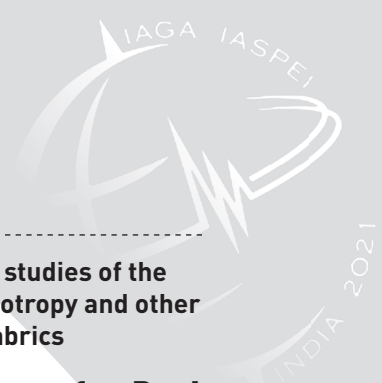 IAGA IASPEI
INDIA 2021
studies of the
otropy and other
abrics